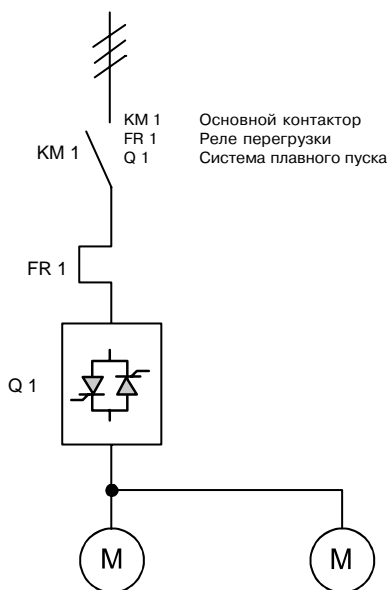 KM 1 Основной контактор
FR 1 Реле перегрузки
Q 1 Система плавного пуска
KM 1
FR 1
Q 1
M
M